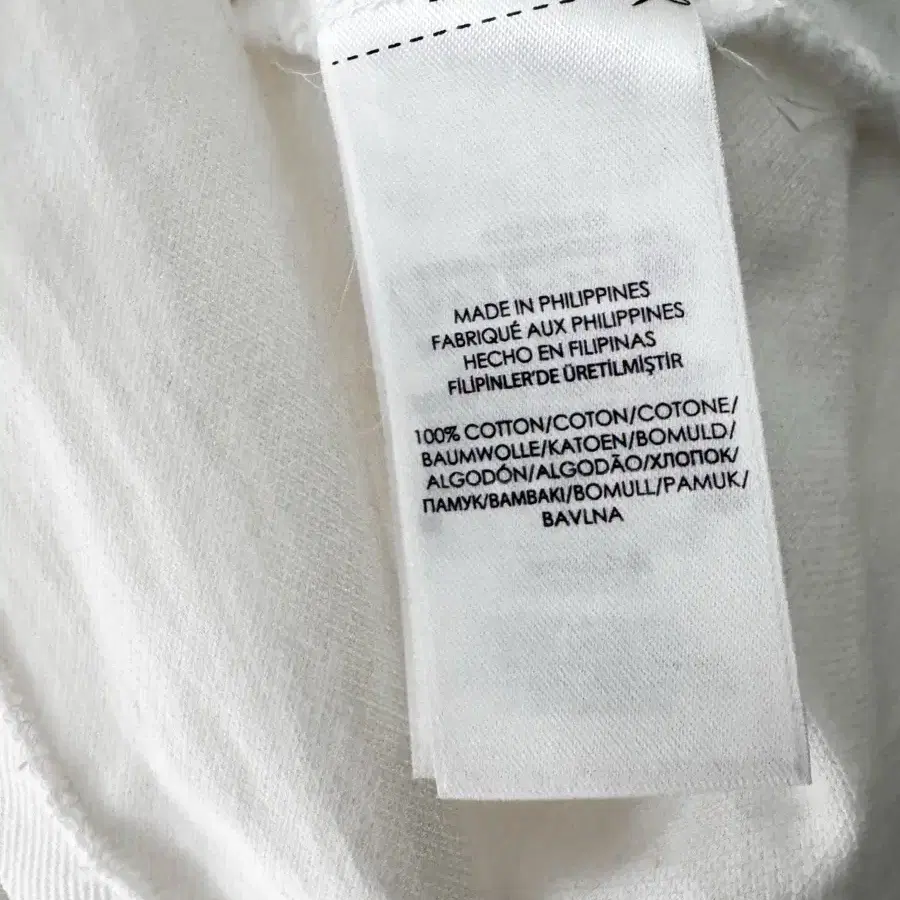 MADE IN PHILIPPINES
FABRIQUÉ AUX PHILIPPINES
HECHO EN FILIPINAS
FİLİPİNLER'DE ÜRETİLMİŞTİR
100% COTTON/COTON/COTONE/
BAUMWOLLE/KATOEN/BOMULD/
ALGODÓN/ALGODÃO/ХЛОПОК/
ПАМУК/ΒΑΜΒΑΚΙ/BOMULL/PAMUK/
BAVLNA